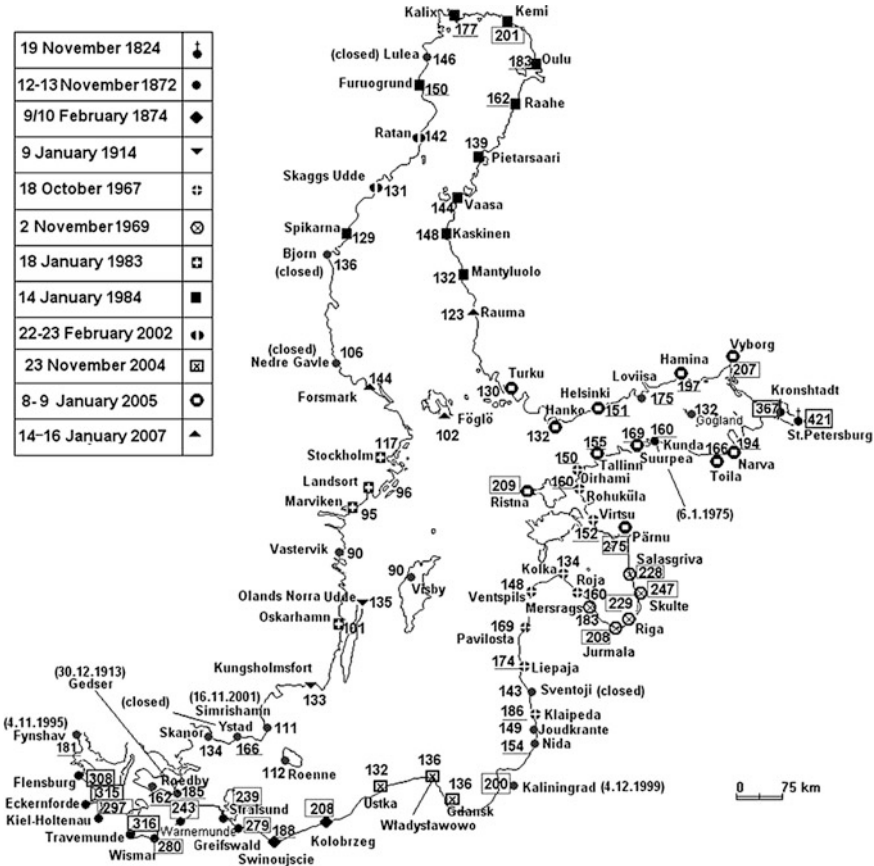 19 November 1824
12-13 November 1872
9/10 February 1874
9 January 1914
18 October 1967
2 November 1969
18 January 1983
14 January 1984
22-23 February 2002
23 November 2004
8-9 January 2005
14-16 January 2007
Kalix
177
Kemi
201
(closed) Lulea
146
183
Oulu
Furuogrund
150
162
Raahe
Ratan
142
139
Pietarsaari
Skaggs Udde
131
144
Vaasa
Spikarna
129
148
Kaskinen
Bjorn
(closed)
136
132
Mantyluolo
123
Rauma
(closed)
Nedre Gavle
106
Forsmark
144
Föglö
102
Turku
130
Hanko
132
Helsinki
151
Loviisa
175
Hamina
197
Vyborg
207
Kronshtadt
367
421
St.Petersburg
132
Gogland
Stockholm
117
Landsort
96
Marviken
95
155
Tallinn
169
Suurpea
160
Kunda
166
Toila
194
Narva
(6.1.1975)
150
Dirhami
160
Rohuküla
209
Ristna
Virtsu
152
Pärnu
275
Salasgriva
228
247
Skulte
229
Riga
208
Jurmala
183
Mersrags
Roja
160
Kolka
134
148
Ventspils
169
Pavilosta
174
Liepaja
143
Sventoji (closed)
186
Klaipeda
149
Joudkrante
154
Nida
200
Kaliningrad (4.12.1999)
Vastervik
90
90
Visby
Olands Norra Udde
135
Oskarhamn
101
Kungsholmsfort
133
(30.12.1913)
Gedser
(closed)
Skanor
134
(16.11.2001)
Simrishamn
111
Ystad
166
112
Roenne
(4.11.1995)
Fynshav
181
Flensburg
308
Eckernforde
315
Kiel-Holtenau
297
Travemunde
316
Wismar
280
Roedby
162
185
243
Warnemunde
239
Stralsund
279
Greifswald
188
Swinoujscie
208
Kolobrzeg
132
Ustka
136
Władysławowo
136
Gdansk
0
75 km